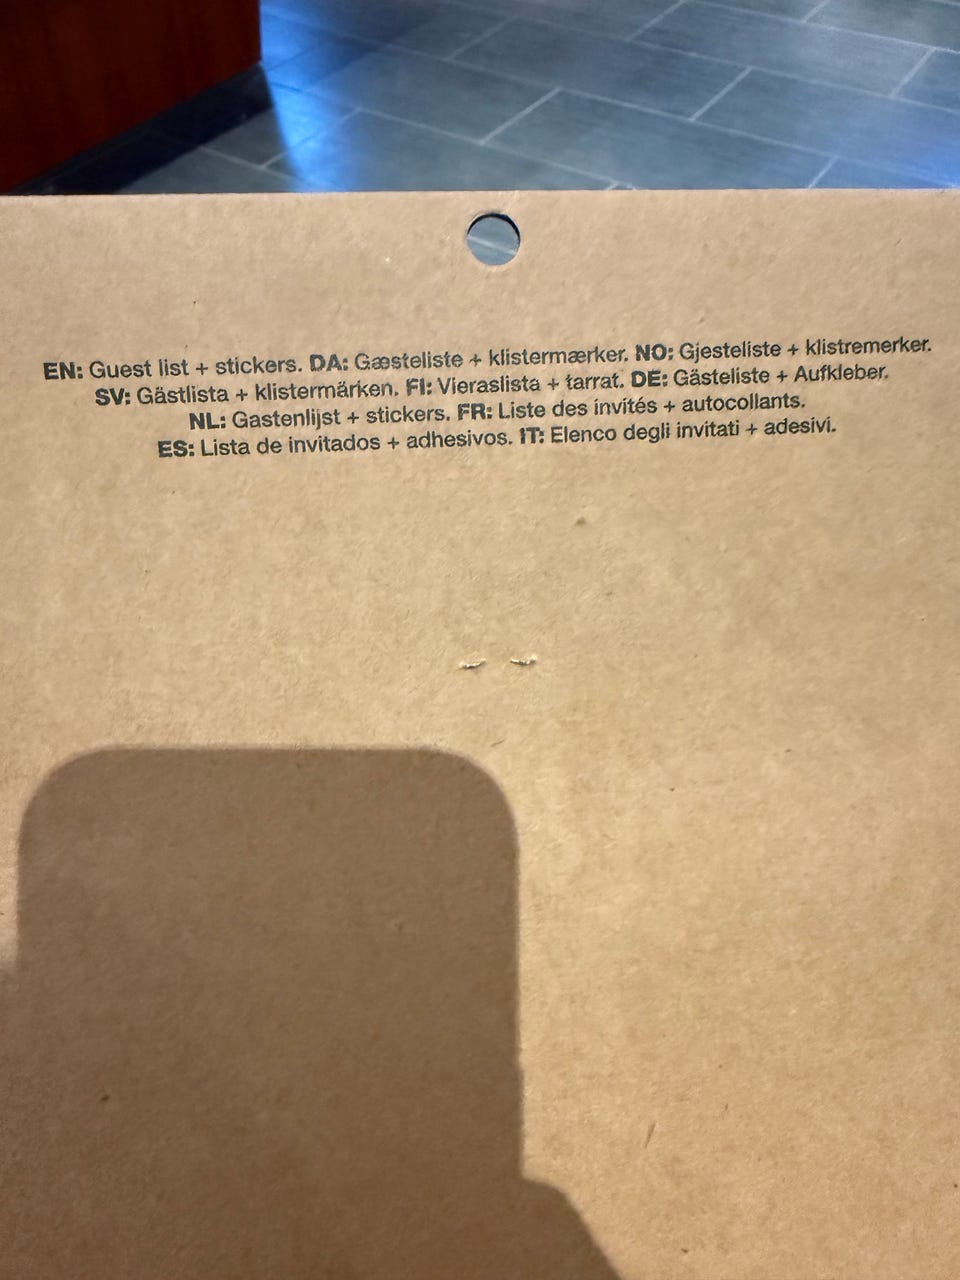 EN: Guest list + stickers. DA: Gæsteliste + klistermærker. NO: Gjesteliste + klistremerker.
SV: Gästlista + klistermärken. FI: Vieraslista + tarrat. DE: Gästeliste + Aufkleber.
NL: Gastenlijst + stickers. FR: Liste des invités + autocollants.
ES: Lista de invitados + adhesivos. IT: Elenco degli invitati + adesivi.